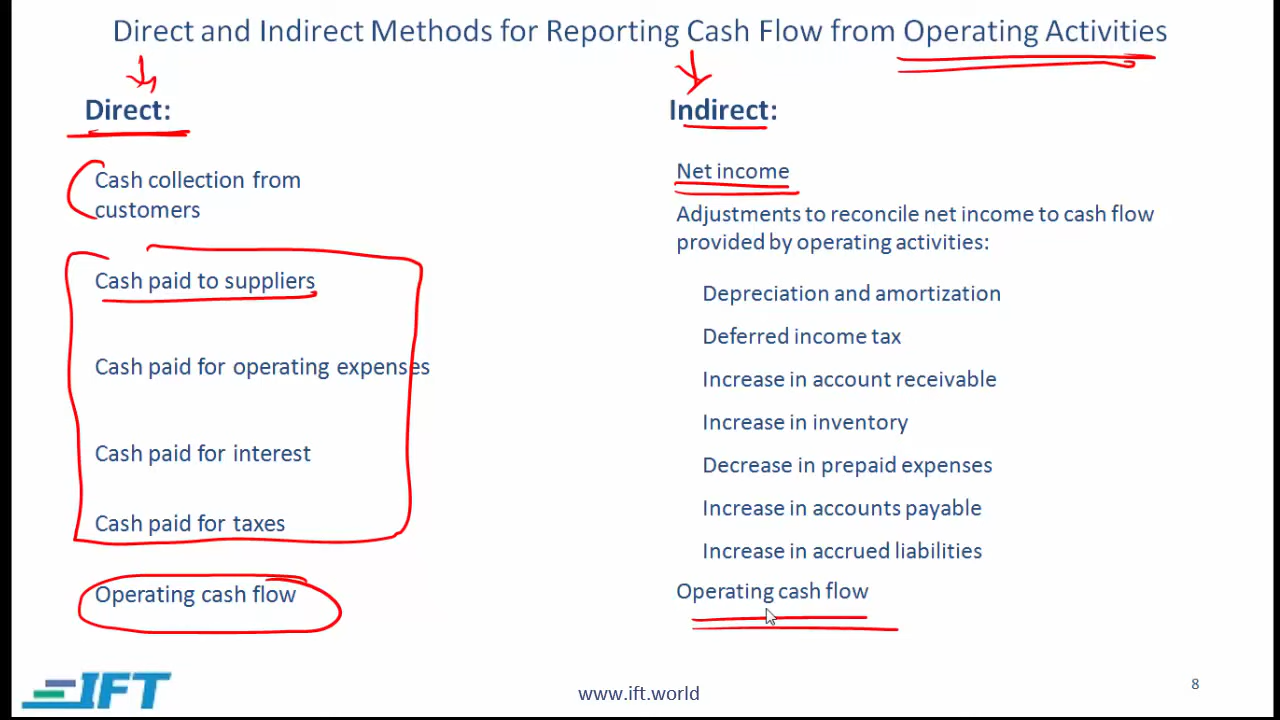 Direct and Indirect Methods for Reporting Cash Flow from Operating Activities
Direct:
Cash collection from
customers
Cash paid to suppliers
Cash paid for operating expenses
Cash paid for interest
Cash paid for taxes
Operating cash flow
Indirect:
Net income
Adjustments to reconcile net income to cash flow
provided by operating activities:
Depreciation and amortization
Deferred income tax
Increase in account receivable
Increase in inventory
Decrease in prepaid expenses
Increase in accounts payable
Increase in accrued liabilities
Operating cash flow
IFT
www.ift.world
8